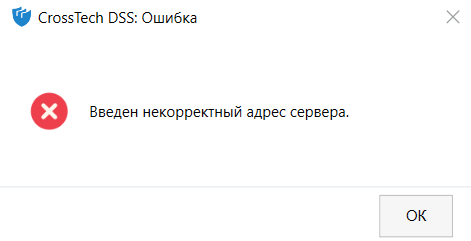 CrossTech DSS: Ошибка
Введен некорректный адрес сервера.
OK